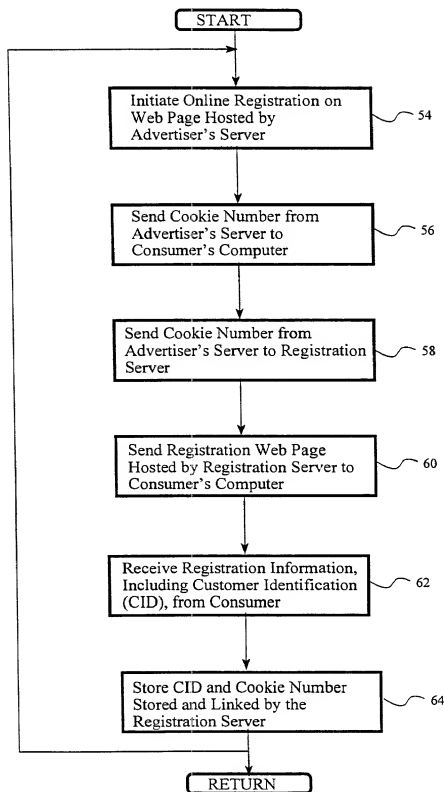 START
Initiate Online Registration on
Web Page Hosted by
Advertiser's Server
54
Send Cookie Number from
Advertiser's Server to
Consumer's Computer
56
Send Cookie Number from
Advertiser's Server to Registration
Server
58
Send Registration Web Page
Hosted by Registration Server to
Consumer's Computer
60
Receive Registration Information,
Including Customer Identification
(CID), from Consumer
62
Store CID and Cookie Number
Stored and Linked by the
Registration Server
64
RETURN